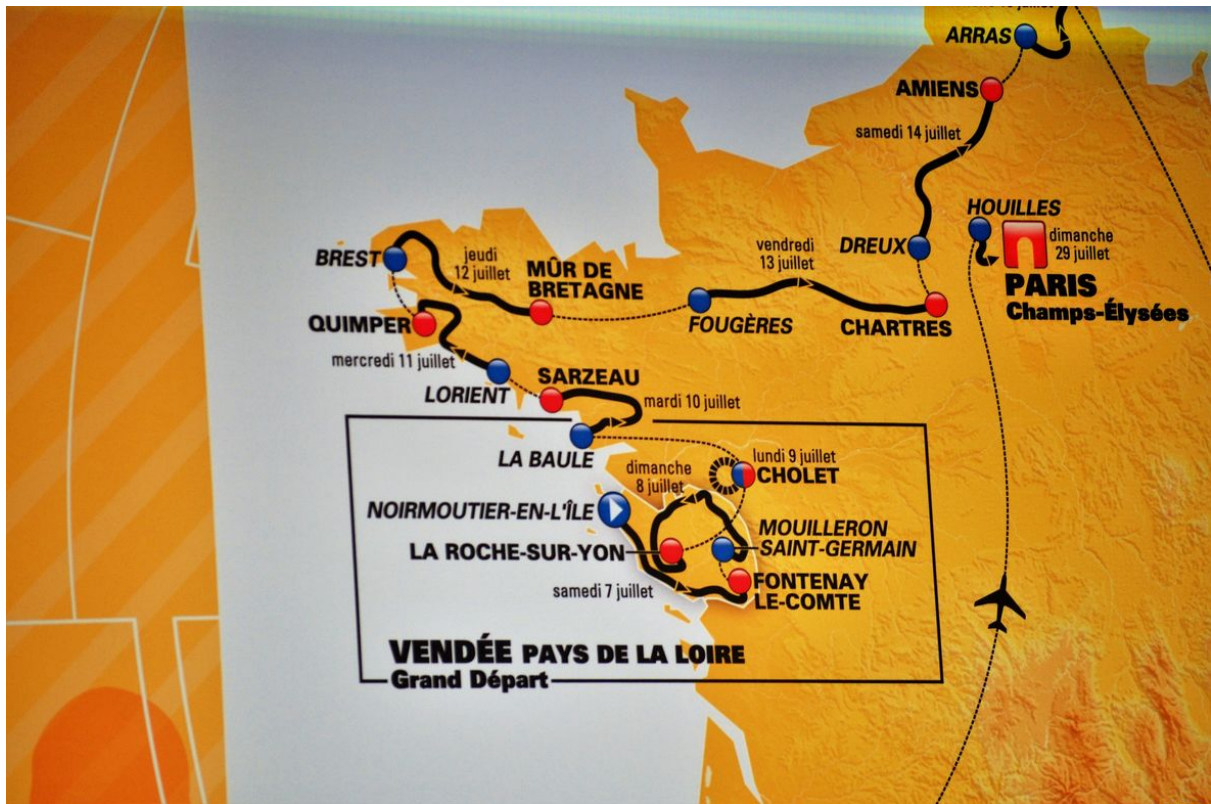 ARRAS
AMIENS
samedi 14 juillet
HOUILLES
dimanche
29 juillet
PARIS
Champs-Élysées
DREUX
vendredi
13 juillet
BREST
jeudi
12 juillet
MÛR DE
BRETAGNE
FOUGÈRES
CHARTRES
QUIMPER
mercredi 11 juillet
LORIENT
SARZEAU
mardi 10 juillet
LA BAULE
lundi 9 juillet
CHOLET
dimanche
8 juillet
NOIRMOUTIER-EN-L'ÎLE
MOUILLERON
SAINT-GERMAIN
LA ROCHE-SUR-YON
FONTENAY
LE-COMTE
samedi 7 juillet
VENDÉE PAYS DE LA LOIRE
Grand Départ